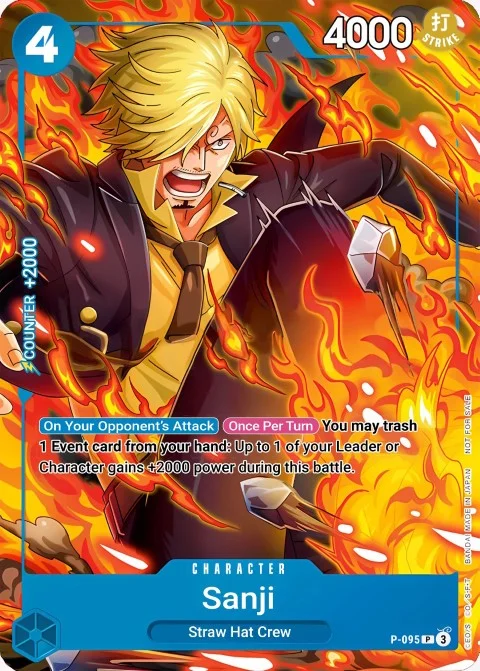 4
4000
打
STRIKE
COUNTER +2000
On Your Opponent's Attack Once Per Turn You may trash
1 Event card from your hand: Up to 1 of your Leader or
Character gains +2000 power during this battle.
©E.O/S ©O/S·F·T BANDAI MADE IN JAPAN NOT FOR SALE
CHARACTER
Sanji
Straw Hat Crew
P-095 P 3